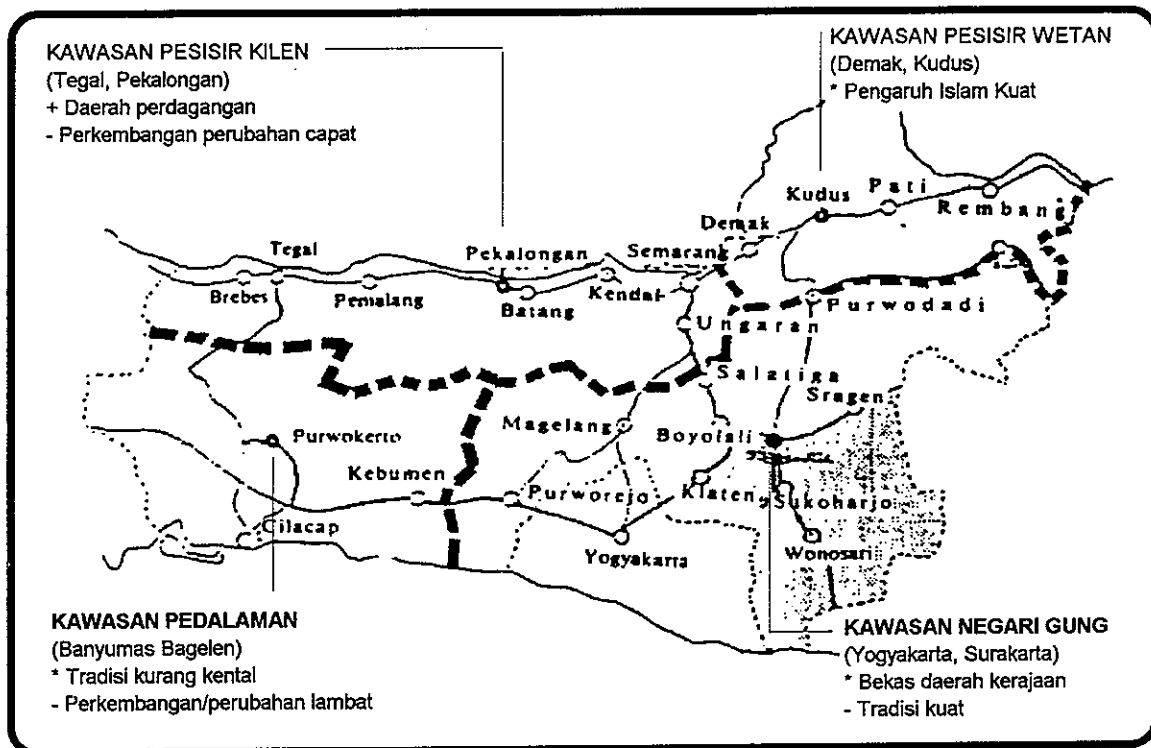 KAWASAN PESISIR KILEN
(Tegal, Pekalongan)
+ Daerah perdagangan
- Perkembangan perubahan capat
KAWASAN PESISIR WETAN
(Demak, Kudus)
* Pengaruh Islam Kuat
Kudus
Pati
Rembang
Demak
Tegal
Pekalongan
Semarang
Brebes
Pemalang
Batang
Kendal
Purwodadi
Ungaran
Salatiga
Sragen
Magelang
Boyolali
Purwokerto
Kebumen
Purworejo
Klaten
Sukoharjo
Cilacap
Yogyakarta
Wonosari
KAWASAN PEDALAMAN
(Banyumas Bagelen)
* Tradisi kurang kental
- Perkembangan/perubahan lambat
KAWASAN NEGARI GUNG
(Yogyakarta, Surakarta)
* Bekas daerah kerajaan
- Tradisi kuat